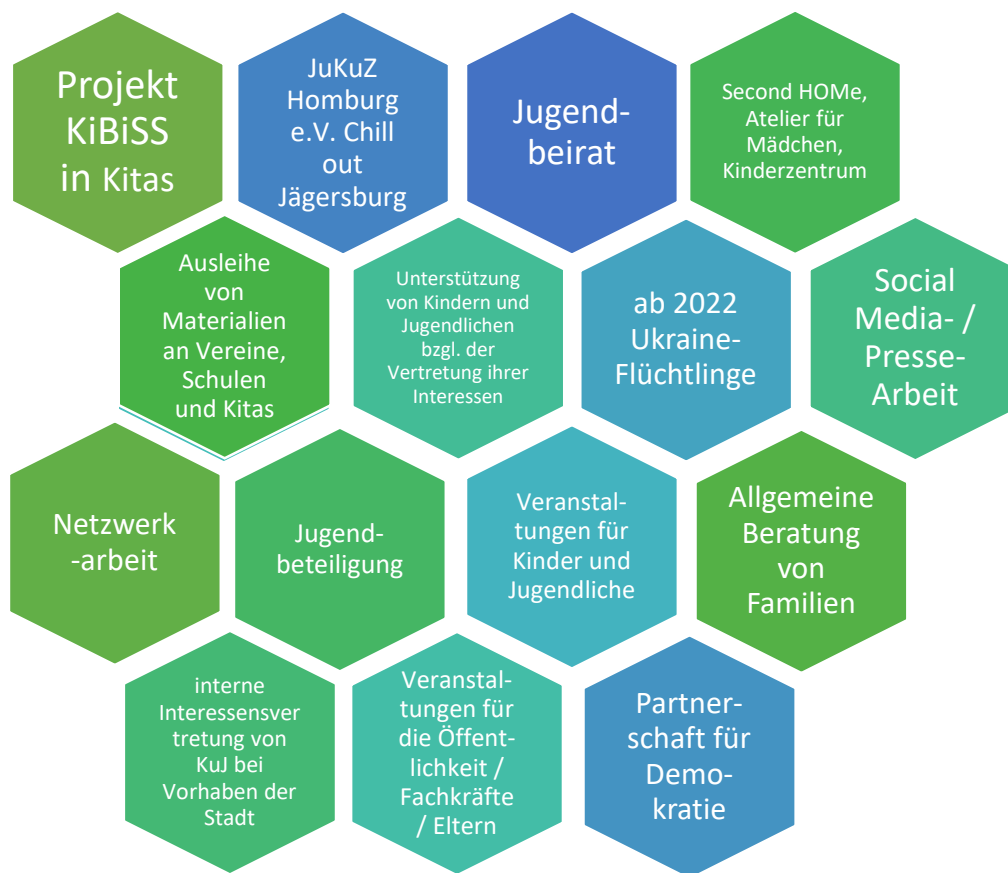 Projekt
KiBiSS
in Kitas
JuKuZ
Homburg
e.V. Chill
out
Jägersburg
Jugend-
beirat
Second HOMe,
Atelier für
Mädchen,
Kinderzentrum
Ausleihe
von
Materialien
an Vereine,
Schulen
und Kitas
Unterstützung
von Kindern und
Jugendlichen
bzgl. der
Vertretung ihrer
Interessen
ab 2022
Ukraine-
Flüchtlinge
Social
Media- /
Presse-
Arbeit
Netzwerk
-arbeit
Jugend-
beteiligung
Veranstal-
tungen für
Kinder und
Jugendliche
Allgemeine
Beratung
von
Familien
interne
Interessensver
tretung von
KuJ bei
Vorhaben der
Stadt
Veranstal-
tungen für
die Öffent-
lichkeit /
Fachkräfte
/ Eltern
Partner-
schaft für
Demo-
kratie